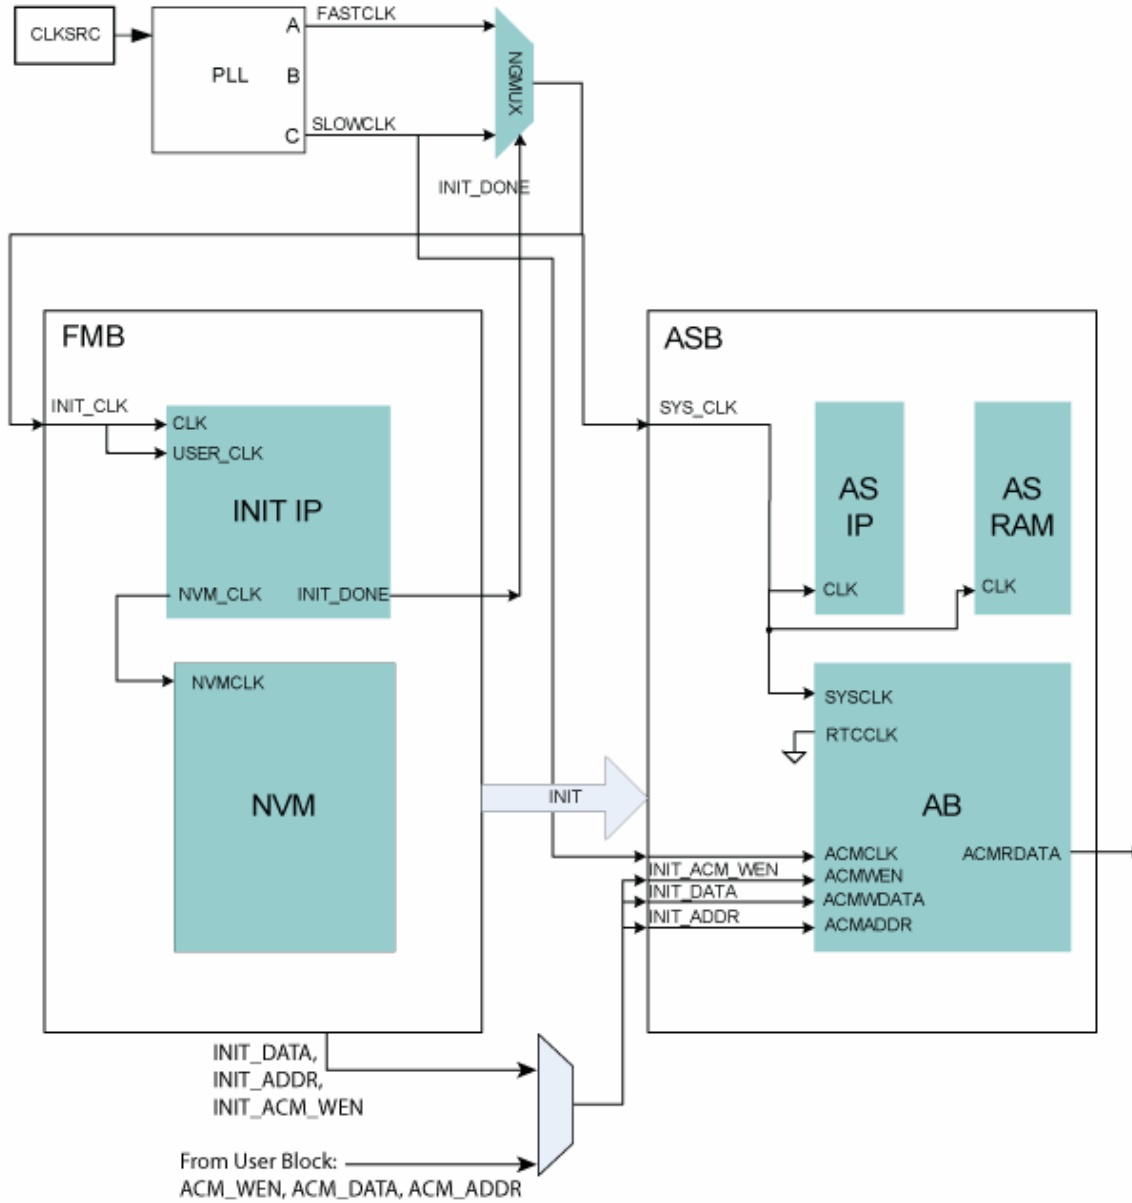 CLKSRC
PLL
A
B
C
FASTCLK
SLOWCLK
NGMUX
INIT_DONE
FMB
INIT_CLK
CLK
USER_CLK
INIT IP
NVM_CLK
INIT_DONE
NVMCLK
NVM
INIT
ASB
SYS_CLK
AS
IP
CLK
AS
RAM
CLK
SYSCLK
RTCCLK
AB
ACMCLK
ACMRDATA
INIT_ACM_WEN
ACMWEN
INIT_DATA
ACMWDATA
INIT_ADDR
ACMADDR
INIT_DATA,
INIT_ADDR,
INIT_ACM_WEN
From User Block:
ACM_WEN, ACM_DATA, ACM_ADDR